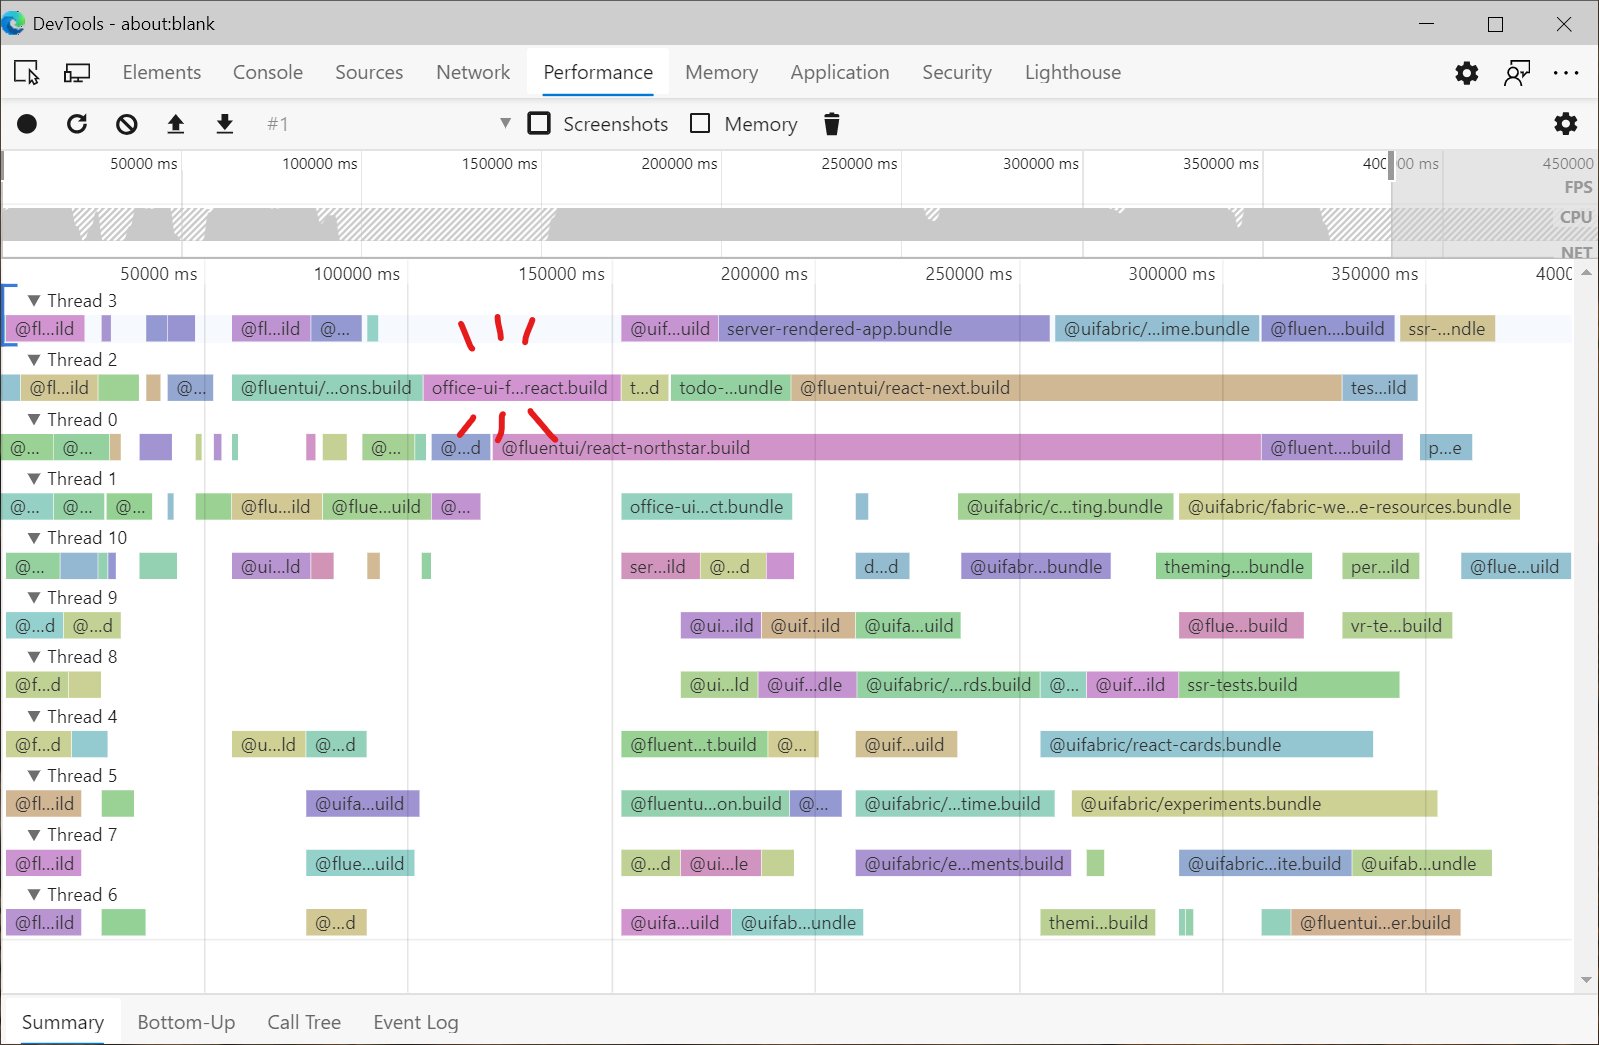 DevTools - about:blank
Elements Console Sources Network Performance Memory Application Security Lighthouse
#1 Screenshots Memory
50000 ms 100000 ms 150000 ms 200000 ms 250000 ms 300000 ms 350000 ms 400000 ms 450000
FPS
CPU
NET
50000 ms 100000 ms 150000 ms 200000 ms 250000 ms 300000 ms 350000 ms 4000
Thread 3
@fl...ild @fl...ild @... @uif...uild server-rendered-app.bundle @uifabric/...ime.bundle @fluen....build ssr-...ndle
Thread 2
@fl...ild @... @fluentui/...ons.build office-ui-f...react.build t...d todo-...undle @fluentui/react-next.build tes...ild
Thread 0
@... @... @... @...d @fluentui/react-northstar.build @fluent....build p...e
Thread 1
@... @... @... @flu...ild @flue...uild @... office-ui...ct.bundle @uifabric/c...ting.bundle @uifabric/fabric-we...e-resources.bundle
Thread 10
@... @ui...ld ser...ild @...d d...d @uifabr...bundle theming....bundle per...ild @flue...uild
Thread 9
@...d @...d @ui...ild @uif...ild @uifa...uild @flue...build vr-te...build
Thread 8
@f...d @ui...ld @uif...dle @uifabric/...rds.build @... @uif...ild ssr-tests.build
Thread 4
@f...d @u...ld @...d @fluent...t.build @... @uif...uild @uifabric/react-cards.bundle
Thread 5
@fl...ild @uifa...uild @fluentu...on.build @... @uifabric/...time.build @uifabric/experiments.bundle
Thread 7
@fl...ild @flue...uild @...d @ui...le @uifabric/e...ments.build @uifabric...ite.build @uifab...undle
Thread 6
@fl...ild @...d @uifa...uild @uifab...undle themi...build @fluentui...er.build
Summary Bottom-Up Call Tree Event Log